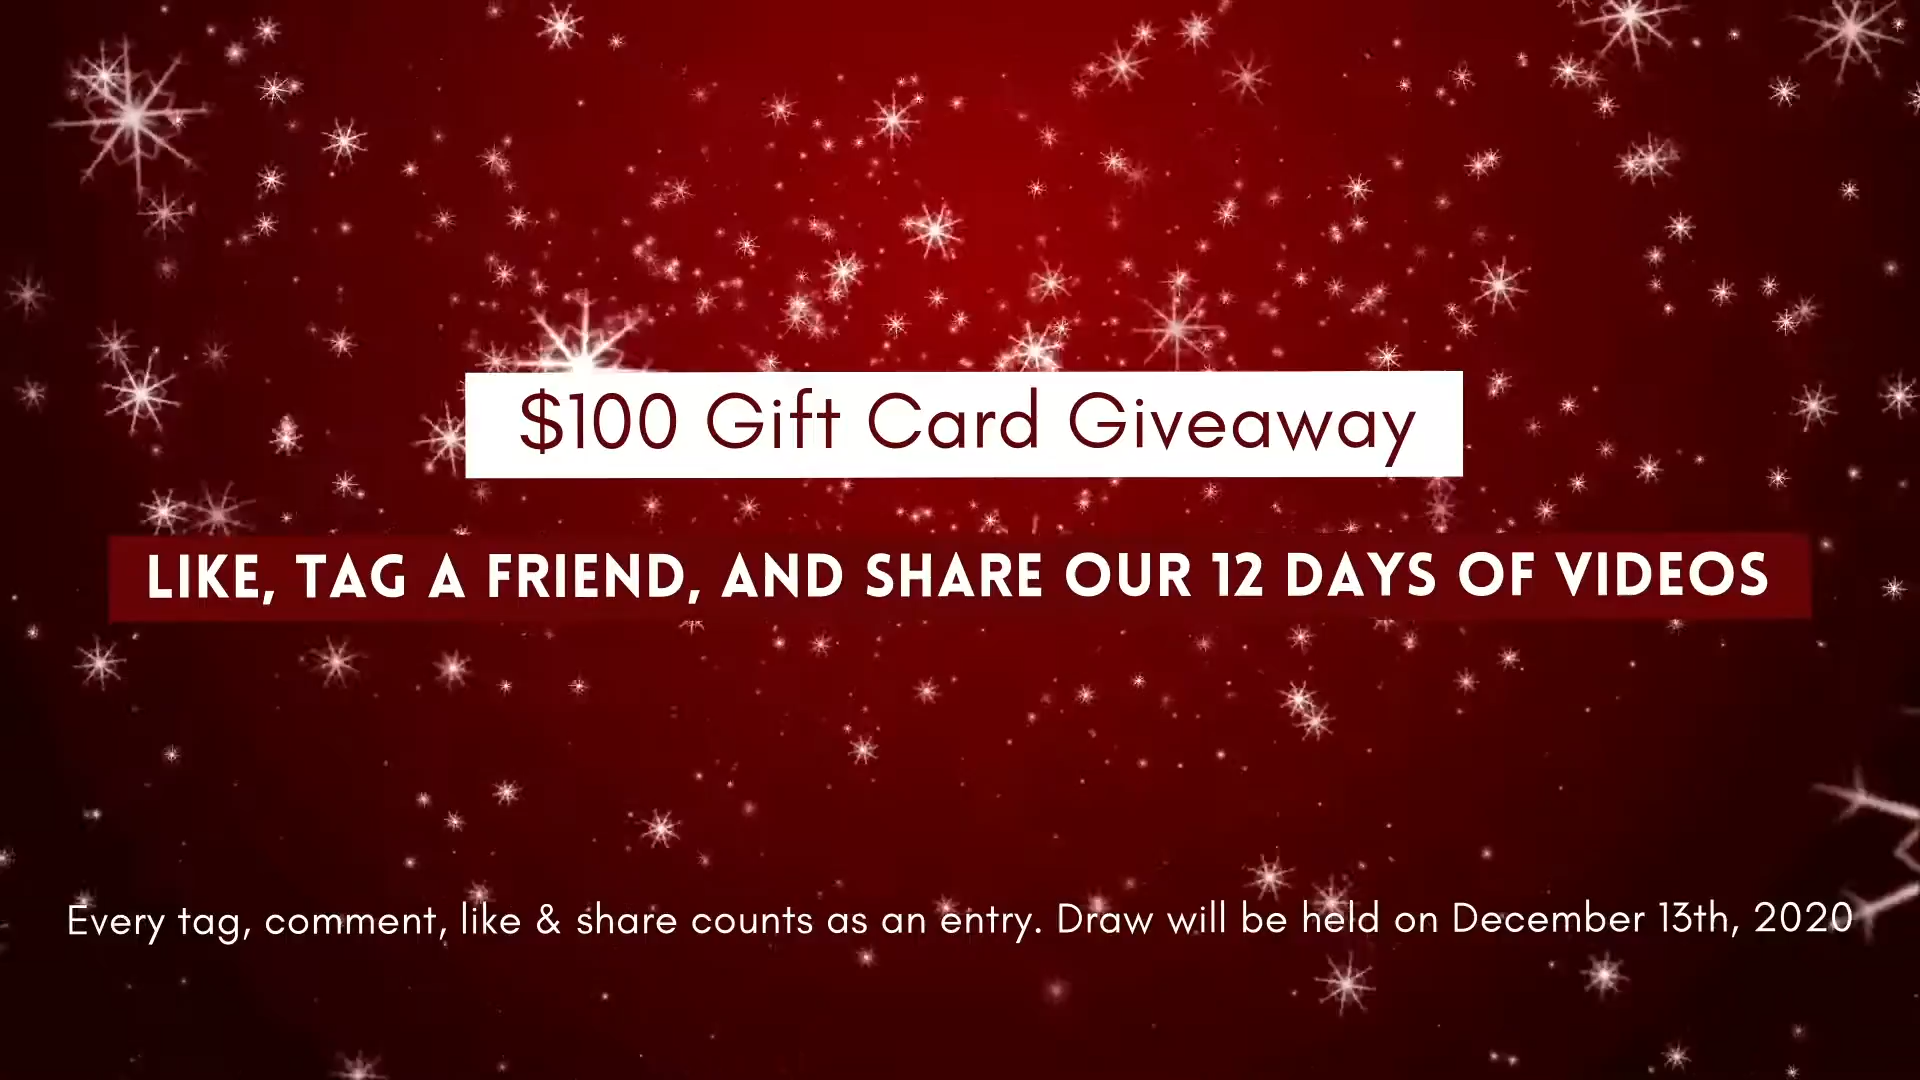 $100 Gift Card Giveaway
LIKE, TAG A FRIEND, AND SHARE OUR 12 DAYS OF VIDEOS
Every tag, comment, like & share counts as an entry. Draw will be held on December 13th, 2020